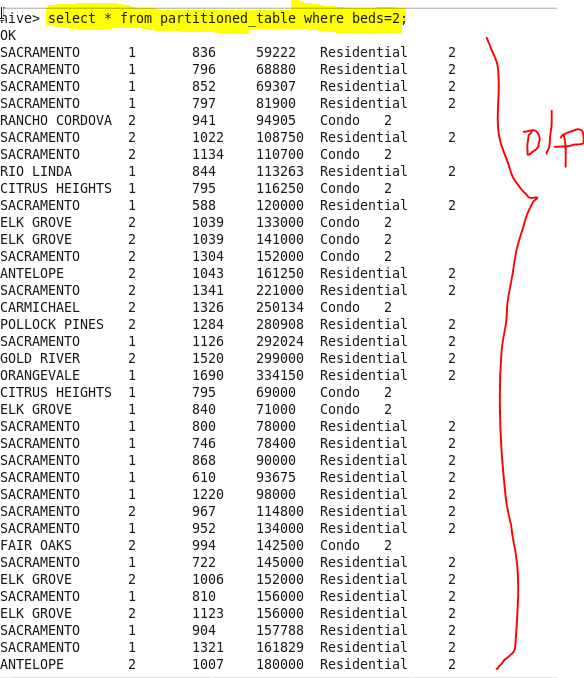 hive> select * from partitioned_table where beds=2;
OK
SACRAMENTO 1 836 59222 Residential 2
SACRAMENTO 1 796 68880 Residential 2
SACRAMENTO 1 852 69307 Residential 2
SACRAMENTO 1 797 81900 Residential 2
RANCHO CORDOVA 2 941 94905 Condo 2
SACRAMENTO 2 1022 108750 Residential 2
SACRAMENTO 2 1134 110700 Condo 2
RIO LINDA 1 844 113263 Residential 2
CITRUS HEIGHTS 1 795 116250 Condo 2
SACRAMENTO 1 588 120000 Residential 2
ELK GROVE 2 1039 133000 Condo 2
ELK GROVE 2 1039 141000 Condo 2
SACRAMENTO 2 1304 152000 Condo 2
ANTELOPE 2 1043 161250 Residential 2
SACRAMENTO 2 1341 221000 Residential 2
CARMICHAEL 2 1326 250134 Condo 2
POLLOCK PINES 2 1284 280908 Residential 2
SACRAMENTO 1 1126 292024 Residential 2
GOLD RIVER 2 1520 299000 Residential 2
ORANGEVALE 1 1690 334150 Residential 2
CITRUS HEIGHTS 1 795 69000 Condo 2
ELK GROVE 1 840 71000 Condo 2
SACRAMENTO 1 800 78000 Residential 2
SACRAMENTO 1 746 78400 Residential 2
SACRAMENTO 1 868 90000 Residential 2
SACRAMENTO 1 610 93675 Residential 2
SACRAMENTO 1 1220 98000 Residential 2
SACRAMENTO 2 967 114800 Residential 2
SACRAMENTO 1 952 134000 Residential 2
FAIR OAKS 2 994 142500 Condo 2
SACRAMENTO 1 722 145000 Residential 2
ELK GROVE 2 1006 152000 Residential 2
SACRAMENTO 1 810 156000 Residential 2
ELK GROVE 2 1123 156000 Residential 2
SACRAMENTO 1 904 157788 Residential 2
SACRAMENTO 1 1321 161829 Residential 2
ANTELOPE 2 1007 180000 Residential 2
O/P